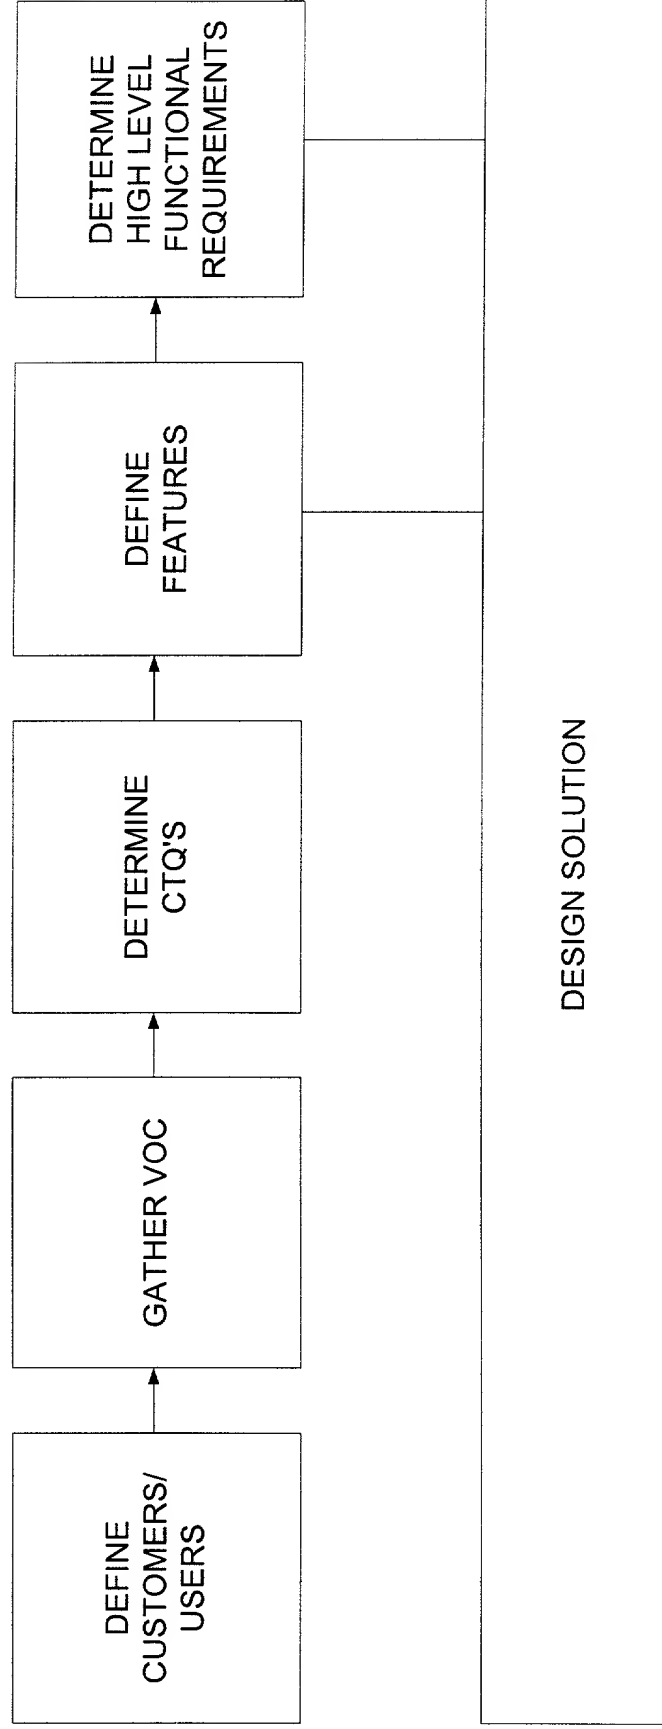 DEFINE
CUSTOMERS/
USERS
GATHER VOC
DETERMINE
CTQ'S
DEFINE
FEATURES
DETERMINE
HIGH LEVEL
FUNCTIONAL
REQUIREMENTS
DESIGN SOLUTION